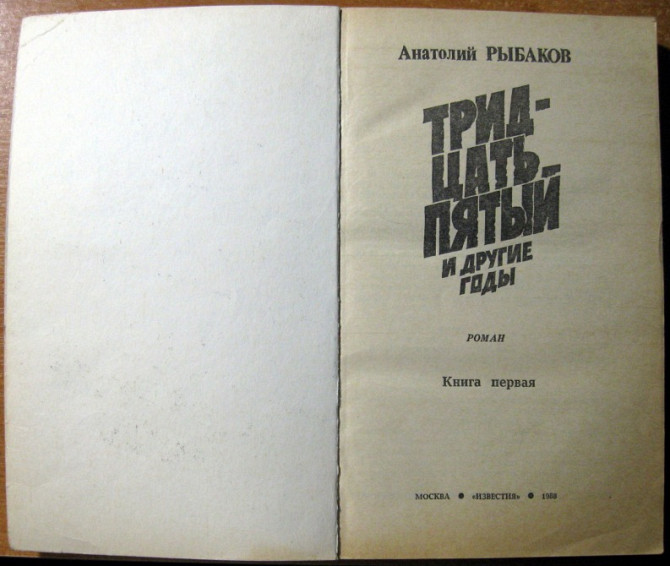 Анатолий РЫБАКОВ
ТРИД-
ЦАТЬ
ПЯТЫЙ
И ДРУГИЕ
ГОДЫ
РОМАН
Книга первая
МОСКВА ● «ИЗВЕСТИЯ» ● 1988